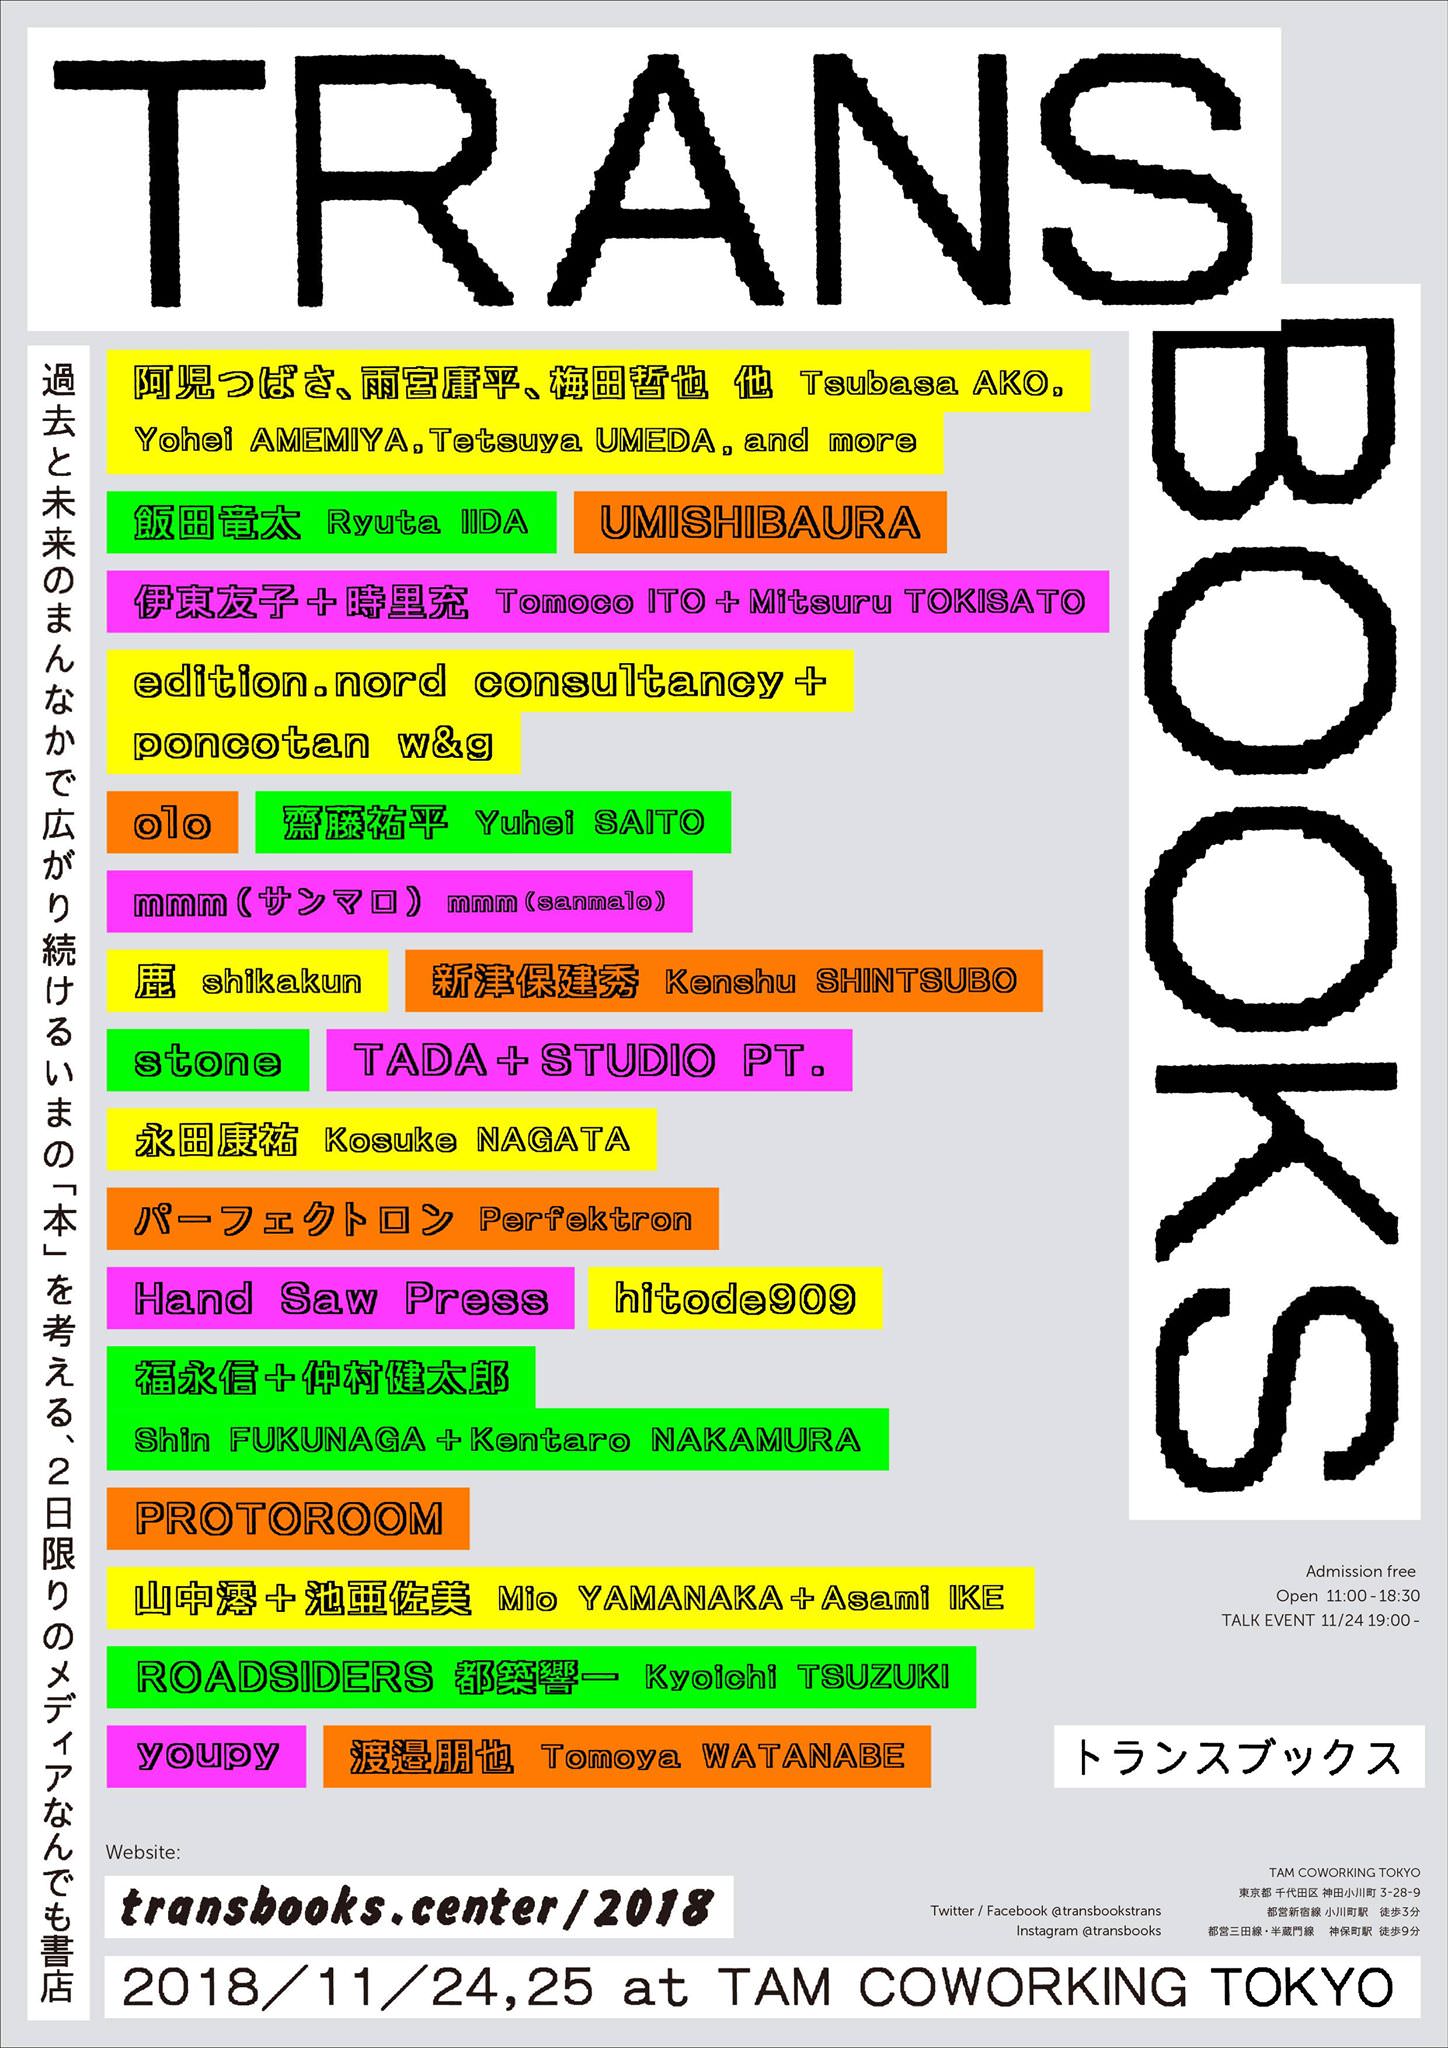 TRANS
BOOKS
過去と未来のまんなかで広がり続けるいまの「本」を考える、2日限りのメディアなんでも書店
阿児つばさ、雨宮庸平、梅田哲也 他 Tsubasa AKO,
Yohei AMEMIYA, Tetsuya UMEDA, and more
飯田竜太 Ryuta IIDA
UMISHIBAURA
伊東友子＋時里充 Tomoco ITO＋Mitsuru TOKISATO
edition.nord consultancy＋
poncotan w&g
olo
齋藤祐平 Yuhei SAITO
mmm(サンマロ) mmm(sanmalo)
鹿 shikakun
新津保建秀 Kenshu SHINTSUBO
stone
TADA＋STUDIO PT.
永田康祐 Kosuke NAGATA
パーフェクトロン Perfektron
Hand Saw Press
hitode909
福永信＋仲村健太郎
Shin FUKUNAGA＋Kentaro NAKAMURA
PROTOROOM
山中澪＋池亜佐美 Mio YAMANAKA＋Asami IKE
ROADSIDERS 都築響一 Kyoichi TSUZUKI
youpy
渡邉朋也 Tomoya WATANABE
Admission free
Open 11:00-18:30
TALK EVENT 11/24 19:00-
トランスブックス
Website:
transbooks.center/2018
Twitter / Facebook @transbookstrans
Instagram @transbooks
TAM COWORKING TOKYO
東京都 千代田区 神田小川町 3-28-9
都営新宿線 小川町駅 徒歩3分
都営三田線・半蔵門線 神保町駅 徒歩9分
2018／11／24,25 at TAM COWORKING TOKYO